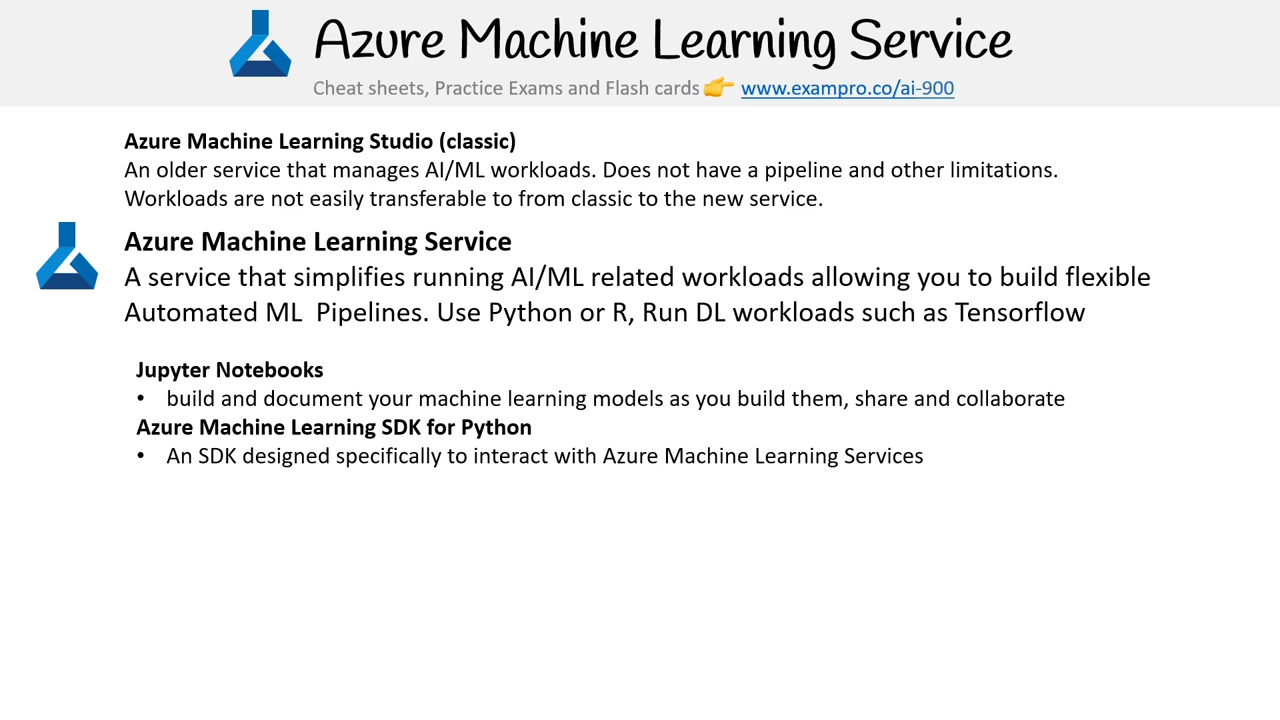 Azure Machine Learning Service
Cheat sheets, Practice Exams and Flash cards 👉 www.exampro.co/ai-900
Azure Machine Learning Studio (classic)
An older service that manages AI/ML workloads. Does not have a pipeline and other limitations.
Workloads are not easily transferable to from classic to the new service.
Azure Machine Learning Service
A service that simplifies running AI/ML related workloads allowing you to build flexible
Automated ML  Pipelines. Use Python or R, Run DL workloads such as Tensorflow
Jupyter Notebooks
• build and document your machine learning models as you build them, share and collaborate
Azure Machine Learning SDK for Python
• An SDK designed specifically to interact with Azure Machine Learning Services